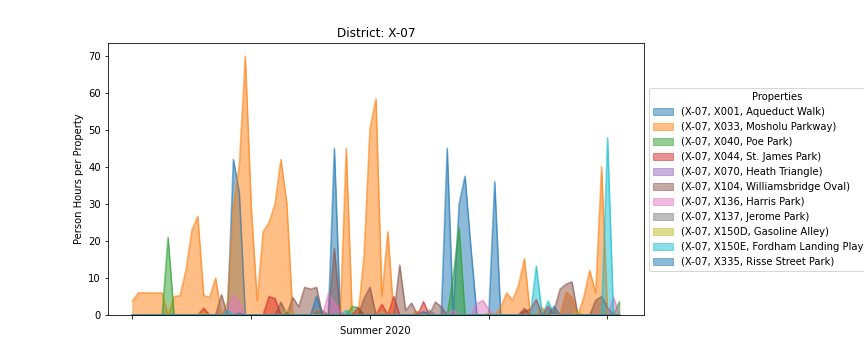 District: X-07
70
60
50
40
30
20
10
0
Person Hours per Property
Summer 2020
Properties
(X-07, X001, Aqueduct Walk)
(X-07, X033, Mosholu Parkway)
(X-07, X040, Poe Park)
(X-07, X044, St. James Park)
(X-07, X070, Heath Triangle)
(X-07, X104, Williamsbridge Oval)
(X-07, X136, Harris Park)
(X-07, X137, Jerome Park)
(X-07, X150D, Gasoline Alley)
(X-07, X150E, Fordham Landing Play
(X-07, X335, Risse Street Park)